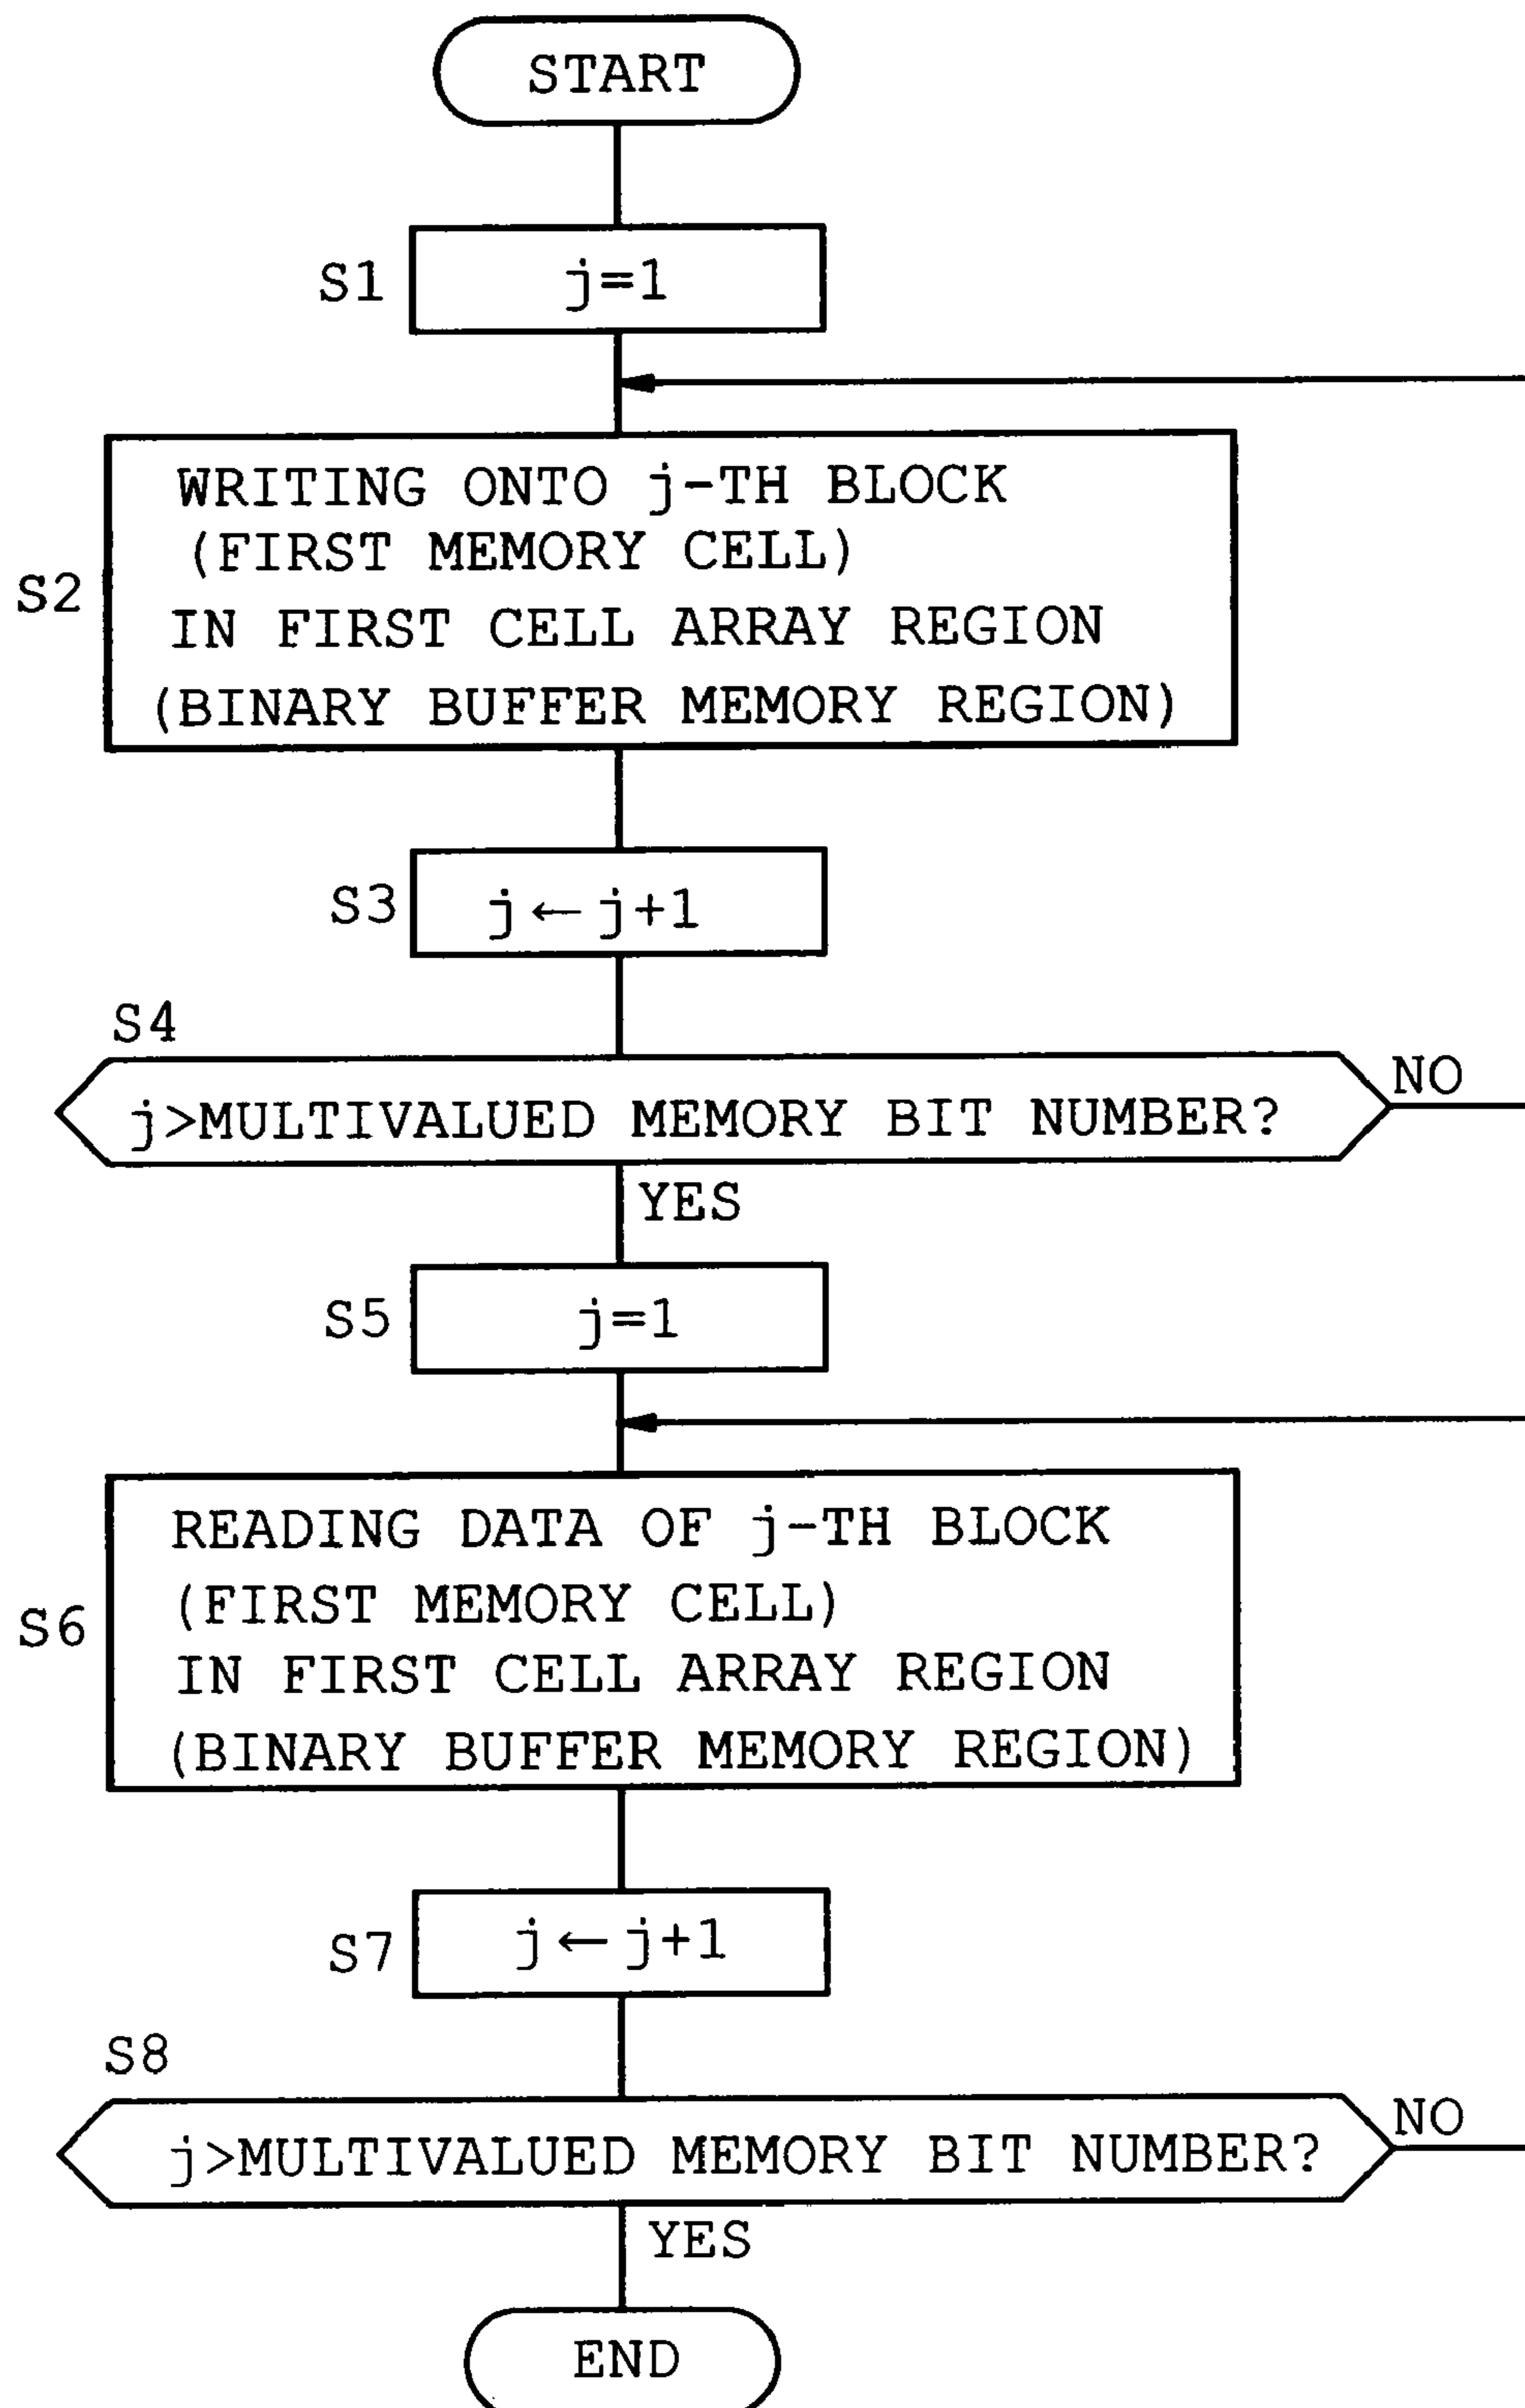 START
S1
j=1
S2
WRITING ONTO j-TH BLOCK
(FIRST MEMORY CELL)
IN FIRST CELL ARRAY REGION
(BINARY BUFFER MEMORY REGION)
S3
j←j+1
S4
j>MULTIVALUED MEMORY BIT NUMBER?
NO
YES
S5
j=1
S6
READING DATA OF j-TH BLOCK
(FIRST MEMORY CELL)
IN FIRST CELL ARRAY REGION
(BINARY BUFFER MEMORY REGION)
S7
j←j+1
S8
j>MULTIVALUED MEMORY BIT NUMBER?
NO
YES
END